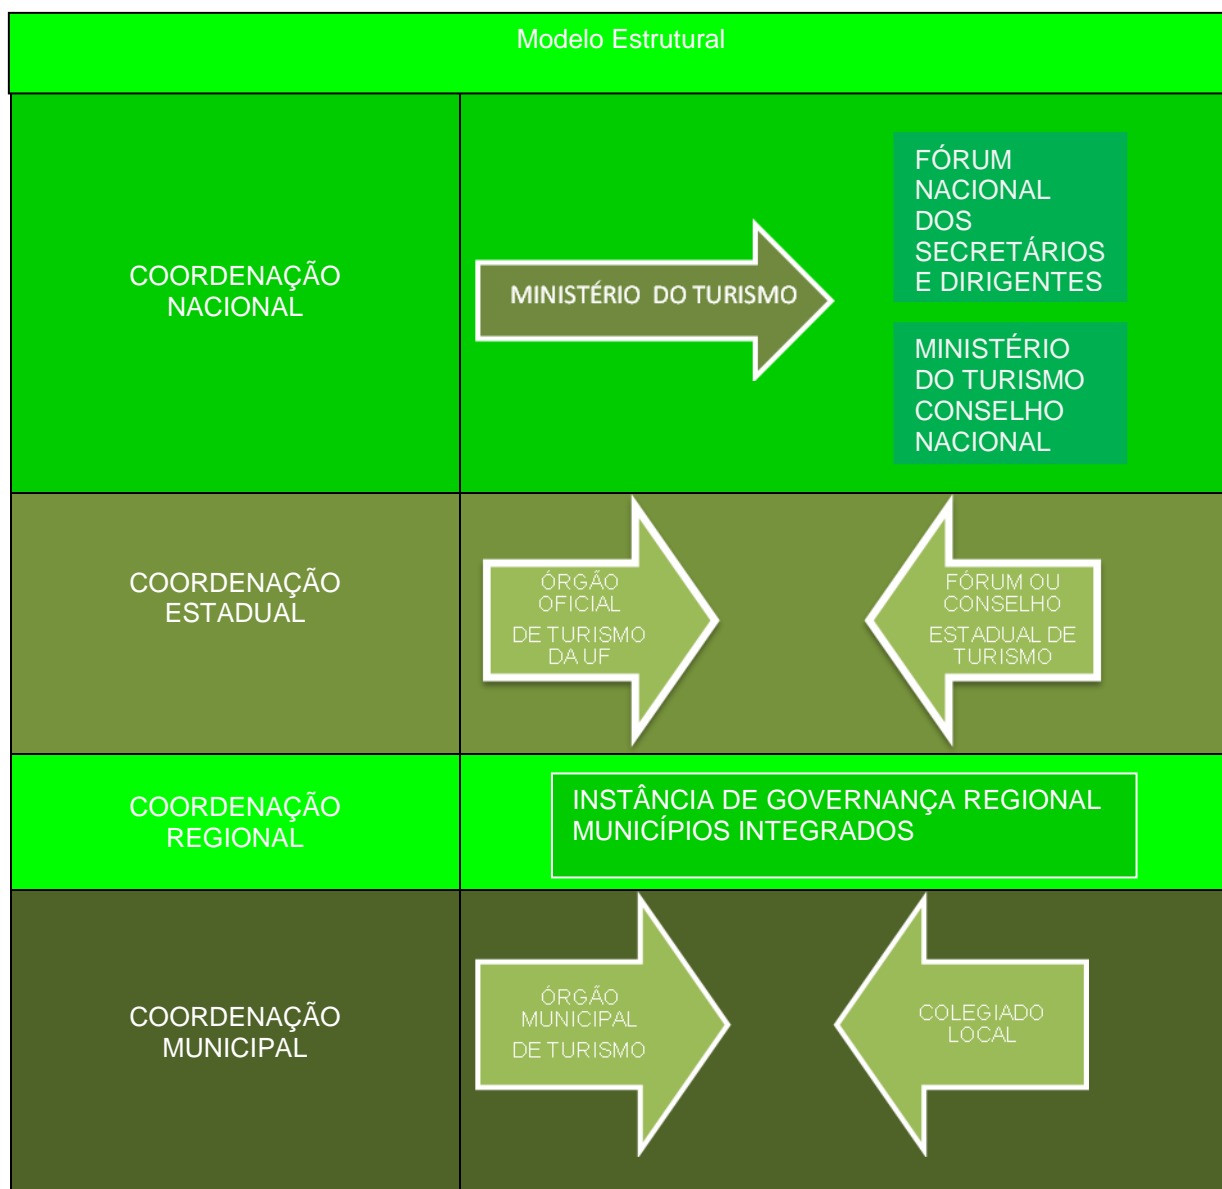 Modelo Estrutural
COORDENAÇÃO
NACIONAL
MINISTÉRIO DO TURISMO
FÓRUM
NACIONAL
DOS
SECRETÁRIOS
E DIRIGENTES
MINISTÉRIO
DO TURISMO
CONSELHO
NACIONAL
COORDENAÇÃO
ESTADUAL
ÓRGÃO
OFICIAL
DE TURISMO
DA UF
FÓRUM OU
CONSELHO
ESTADUAL DE
TURISMO
COORDENAÇÃO
REGIONAL
INSTÂNCIA DE GOVERNANÇA REGIONAL
MUNICÍPIOS INTEGRADOS
COORDENAÇÃO
MUNICIPAL
ÓRGÃO
MUNICIPAL
DE TURISMO
COLEGIADO
LOCAL